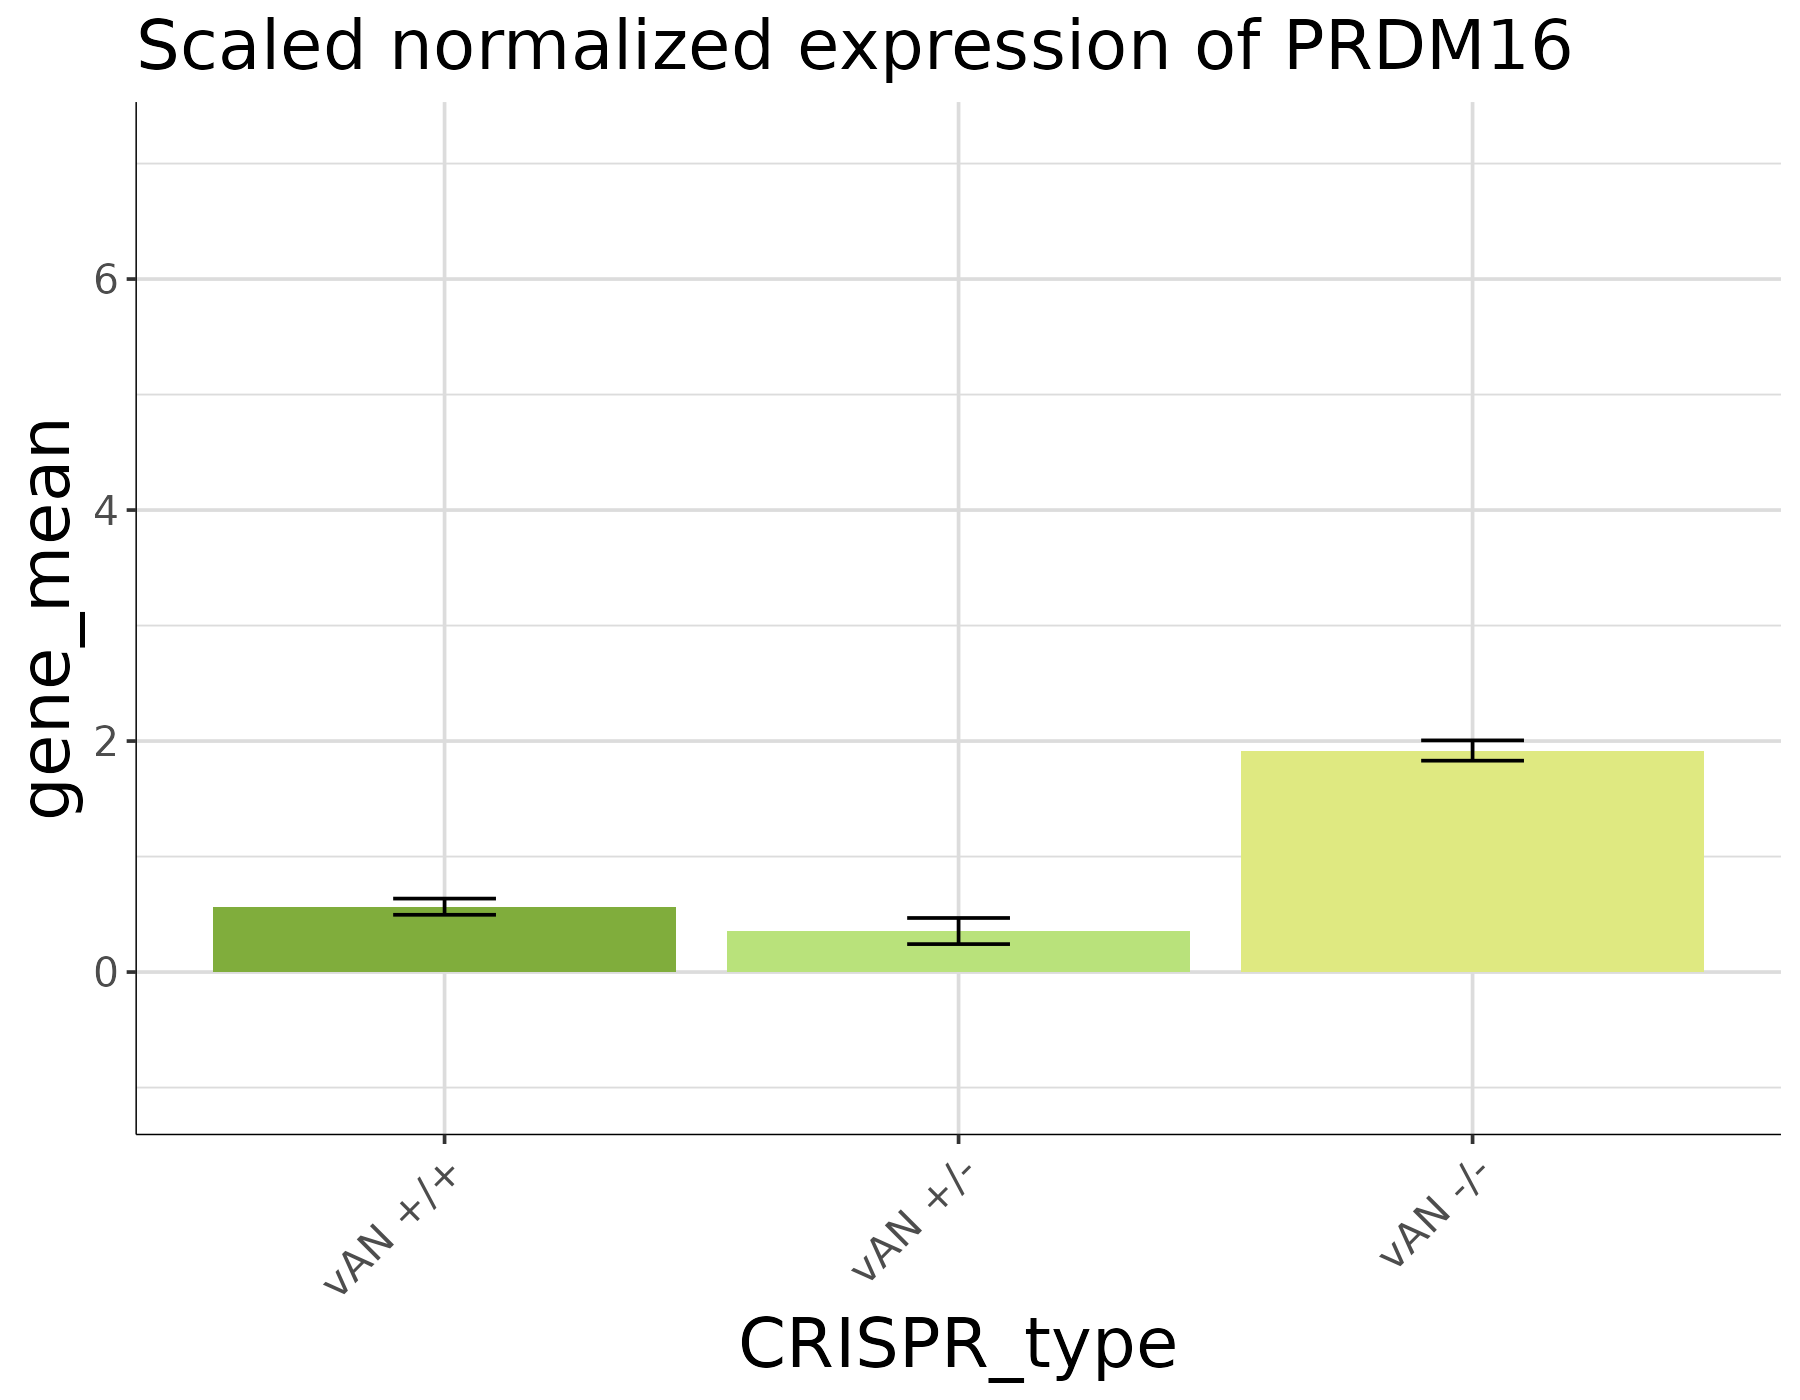 Scaled normalized expression of PRDM16
gene_mean
6
4
2
0
vAN +/+
vAN +/-
vAN -/-
CRISPR_type